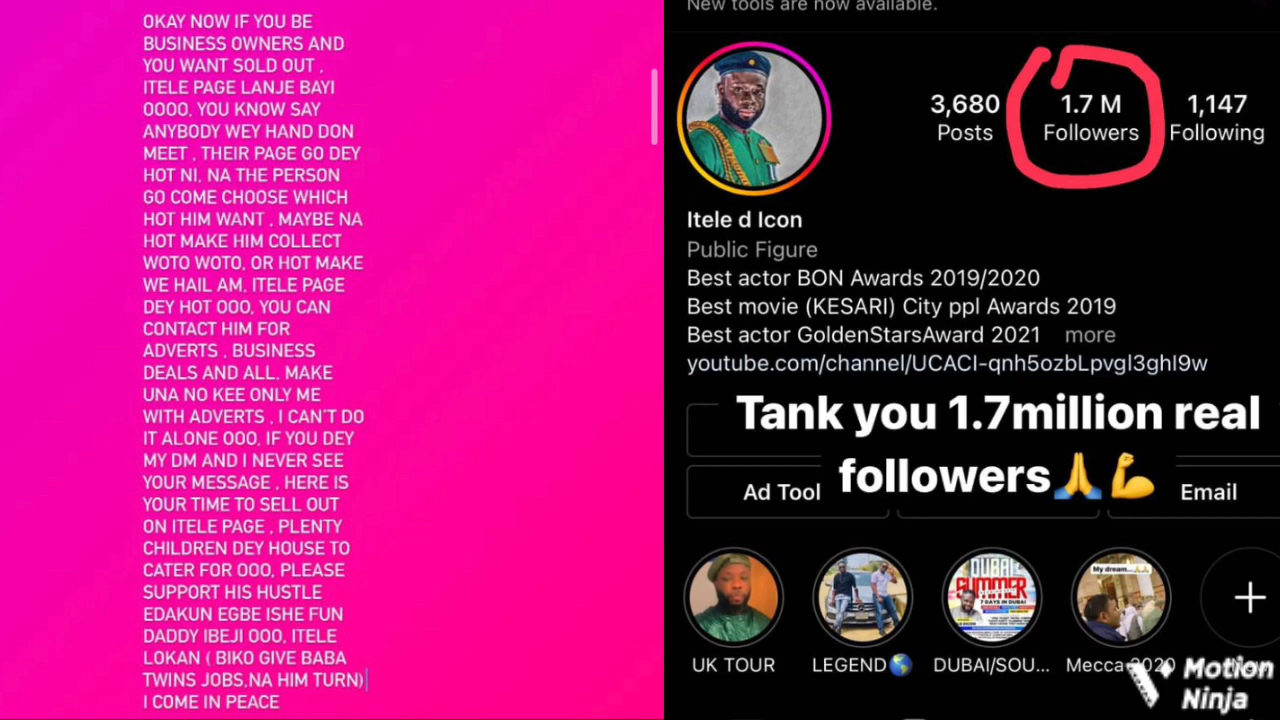 OKAY NOW IF YOU BE
BUSINESS OWNERS AND
YOU WANT SOLD OUT ,
ITELE PAGE LANJE BAYI
OOOO, YOU KNOW SAY
ANYBODY WEY HAND DON
MEET , THEIR PAGE GO DEY
HOT NI, NA THE PERSON
GO COME CHOOSE WHICH
HOT HIM WANT , MAYBE NA
HOT MAKE HIM COLLECT
WOTO WOTO, OR HOT MAKE
WE HAIL AM, ITELE PAGE
DEY HOT OOO, YOU CAN
CONTACT HIM FOR
ADVERTS , BUSINESS
DEALS AND ALL, MAKE
UNA NO KEE ONLY ME
WITH ADVERTS , I CAN'T DO
IT ALONE OOO, IF YOU DEY
MY DM AND I NEVER SEE
YOUR MESSAGE , HERE IS
YOUR TIME TO SELL OUT
ON ITELE PAGE , PLENTY
CHILDREN DEY HOUSE TO
CATER FOR OOO, PLEASE
SUPPORT HIS HUSTLE
EDAKUN EGBE ISHE FUN
DADDY IBEJI OOO, ITELE
LOKAN ( BIKO GIVE BABA
TWINS JOBS,NA HIM TURN)
I COME IN PEACE
New tools are now available.
3,680 1.7 M 1,147
Posts Followers Following
Itele d Icon
Public Figure
Best actor BON Awards 2019/2020
Best movie (KESARI) City ppl Awards 2019
Best actor GoldenStarsAward 2021 more
youtube.com/channel/UCACI-qnh5ozbLpvgl3ghl9w
Tank you 1.7million real
followers🙏💪
Ad Tool Email
DUBAI
SUMMER
7 DAYS IN DUBAI
My dream...🙏🙏
UK TOUR LEGEND🌎 DUBAI/SOU... Mecca 2020
Motion
Ninja